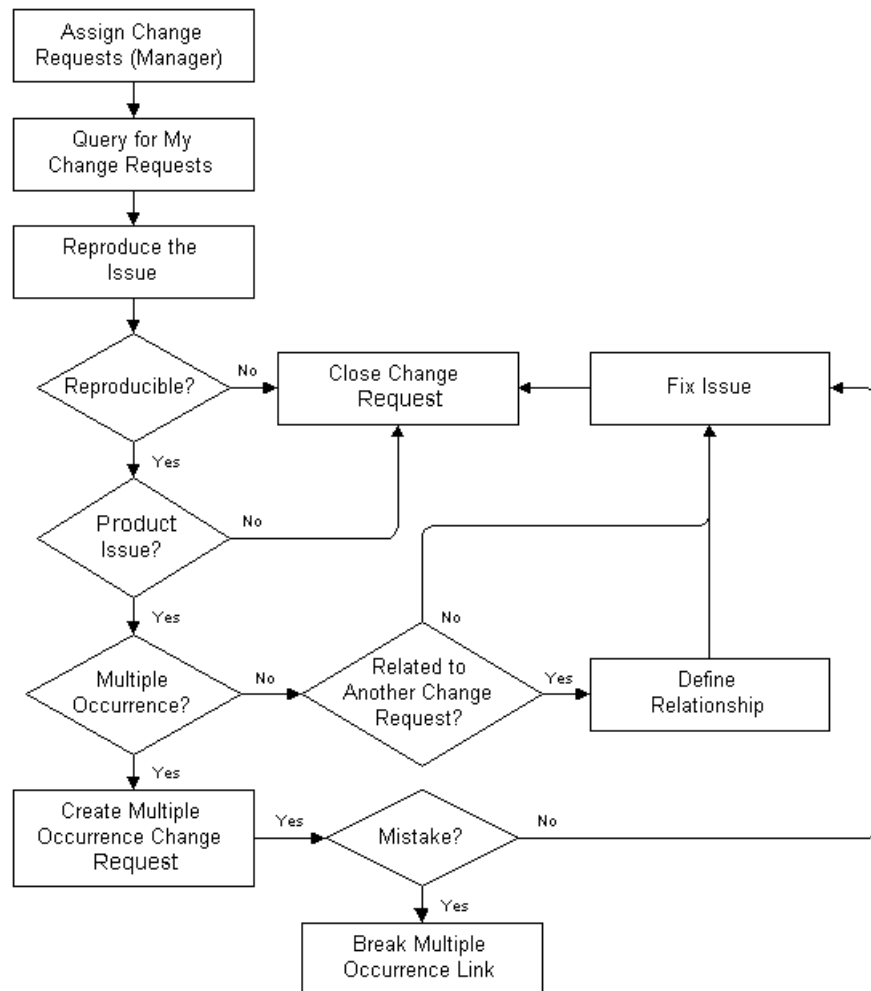 Assign Change
Requests (Manager)
Query for My
Change Requests
Reproduce the
Issue
Reproducible?
No
Close Change
Request
Fix Issue
Yes
Product
Issue?
No
Yes
No
Multiple
Occurrence?
No
Related to
Another Change
Request?
Yes
Define
Relationship
Yes
Create Multiple
Occurrence Change
Request
Yes
Mistake?
No
Yes
Break Multiple
Occurrence Link